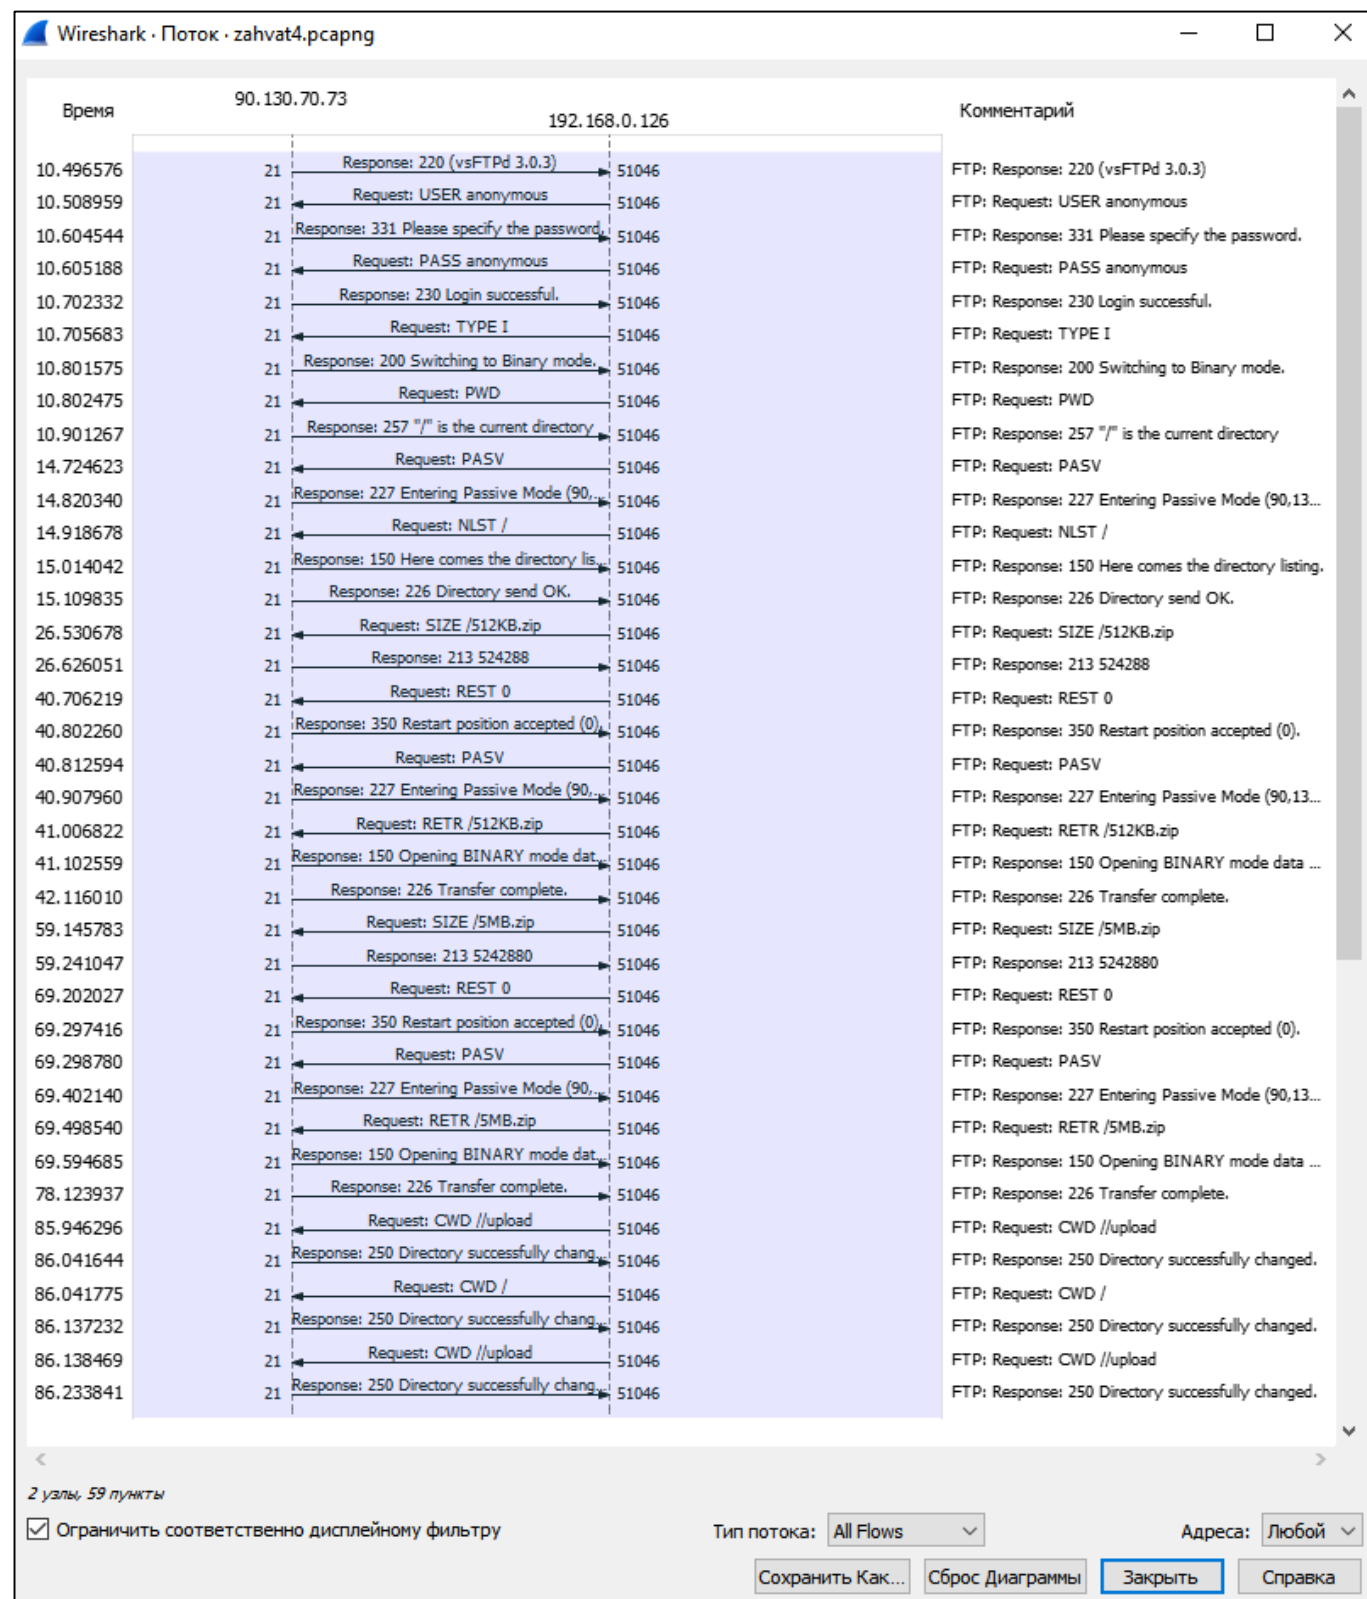 Wireshark · Поток · zahvat4.pcapng
Время 90.130.70.73 192.168.0.126 Комментарий
10.496576 21 Response: 220 (vsFTPd 3.0.3) 51046 FTP: Response: 220 (vsFTPd 3.0.3)
10.508959 21 Request: USER anonymous 51046 FTP: Request: USER anonymous
10.604544 21 Response: 331 Please specify the password. 51046 FTP: Response: 331 Please specify the password.
10.605188 21 Request: PASS anonymous 51046 FTP: Request: PASS anonymous
10.702332 21 Response: 230 Login successful. 51046 FTP: Response: 230 Login successful.
10.705683 21 Request: TYPE I 51046 FTP: Request: TYPE I
10.801575 21 Response: 200 Switching to Binary mode. 51046 FTP: Response: 200 Switching to Binary mode.
10.802475 21 Request: PWD 51046 FTP: Request: PWD
10.901267 21 Response: 257 "/" is the current directory 51046 FTP: Response: 257 "/" is the current directory
14.724623 21 Request: PASV 51046 FTP: Request: PASV
14.820340 21 Response: 227 Entering Passive Mode (90,... 51046 FTP: Response: 227 Entering Passive Mode (90,13...
14.918678 21 Request: NLST / 51046 FTP: Request: NLST /
15.014042 21 Response: 150 Here comes the directory lis... 51046 FTP: Response: 150 Here comes the directory listing.
15.109835 21 Response: 226 Directory send OK. 51046 FTP: Response: 226 Directory send OK.
26.530678 21 Request: SIZE /512KB.zip 51046 FTP: Request: SIZE /512KB.zip
26.626051 21 Response: 213 524288 51046 FTP: Response: 213 524288
40.706219 21 Request: REST 0 51046 FTP: Request: REST 0
40.802260 21 Response: 350 Restart position accepted (0). 51046 FTP: Response: 350 Restart position accepted (0).
40.812594 21 Request: PASV 51046 FTP: Request: PASV
40.907960 21 Response: 227 Entering Passive Mode (90,... 51046 FTP: Response: 227 Entering Passive Mode (90,13...
41.006822 21 Request: RETR /512KB.zip 51046 FTP: Request: RETR /512KB.zip
41.102559 21 Response: 150 Opening BINARY mode dat... 51046 FTP: Response: 150 Opening BINARY mode data ...
42.116010 21 Response: 226 Transfer complete. 51046 FTP: Response: 226 Transfer complete.
59.145783 21 Request: SIZE /5MB.zip 51046 FTP: Request: SIZE /5MB.zip
59.241047 21 Response: 213 5242880 51046 FTP: Response: 213 5242880
69.202027 21 Request: REST 0 51046 FTP: Request: REST 0
69.297416 21 Response: 350 Restart position accepted (0). 51046 FTP: Response: 350 Restart position accepted (0).
69.298780 21 Request: PASV 51046 FTP: Request: PASV
69.402140 21 Response: 227 Entering Passive Mode (90,... 51046 FTP: Response: 227 Entering Passive Mode (90,13...
69.498540 21 Request: RETR /5MB.zip 51046 FTP: Request: RETR /5MB.zip
69.594685 21 Response: 150 Opening BINARY mode dat... 51046 FTP: Response: 150 Opening BINARY mode data ...
78.123937 21 Response: 226 Transfer complete. 51046 FTP: Response: 226 Transfer complete.
85.946296 21 Request: CWD //upload 51046 FTP: Request: CWD //upload
86.041644 21 Response: 250 Directory successfully chang... 51046 FTP: Response: 250 Directory successfully changed.
86.041775 21 Request: CWD / 51046 FTP: Request: CWD /
86.137232 21 Response: 250 Directory successfully chang... 51046 FTP: Response: 250 Directory successfully changed.
86.138469 21 Request: CWD //upload 51046 FTP: Request: CWD //upload
86.233841 21 Response: 250 Directory successfully chang... 51046 FTP: Response: 250 Directory successfully changed.
2 узлы, 59 пункты
Ограничить соответственно дисплейному фильтру Тип потока: All Flows Адреса: Любой
Сохранить Как... Сброс Диаграммы Закрыть Справка